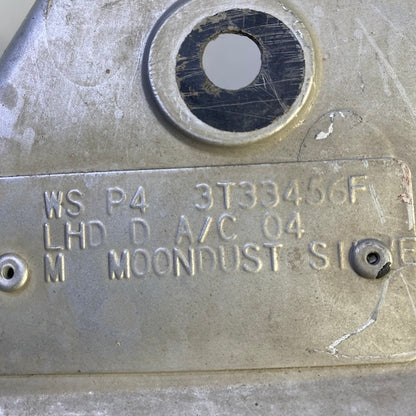 WS P4 3T33456F
LHD D A/C 04
M MOONDUST